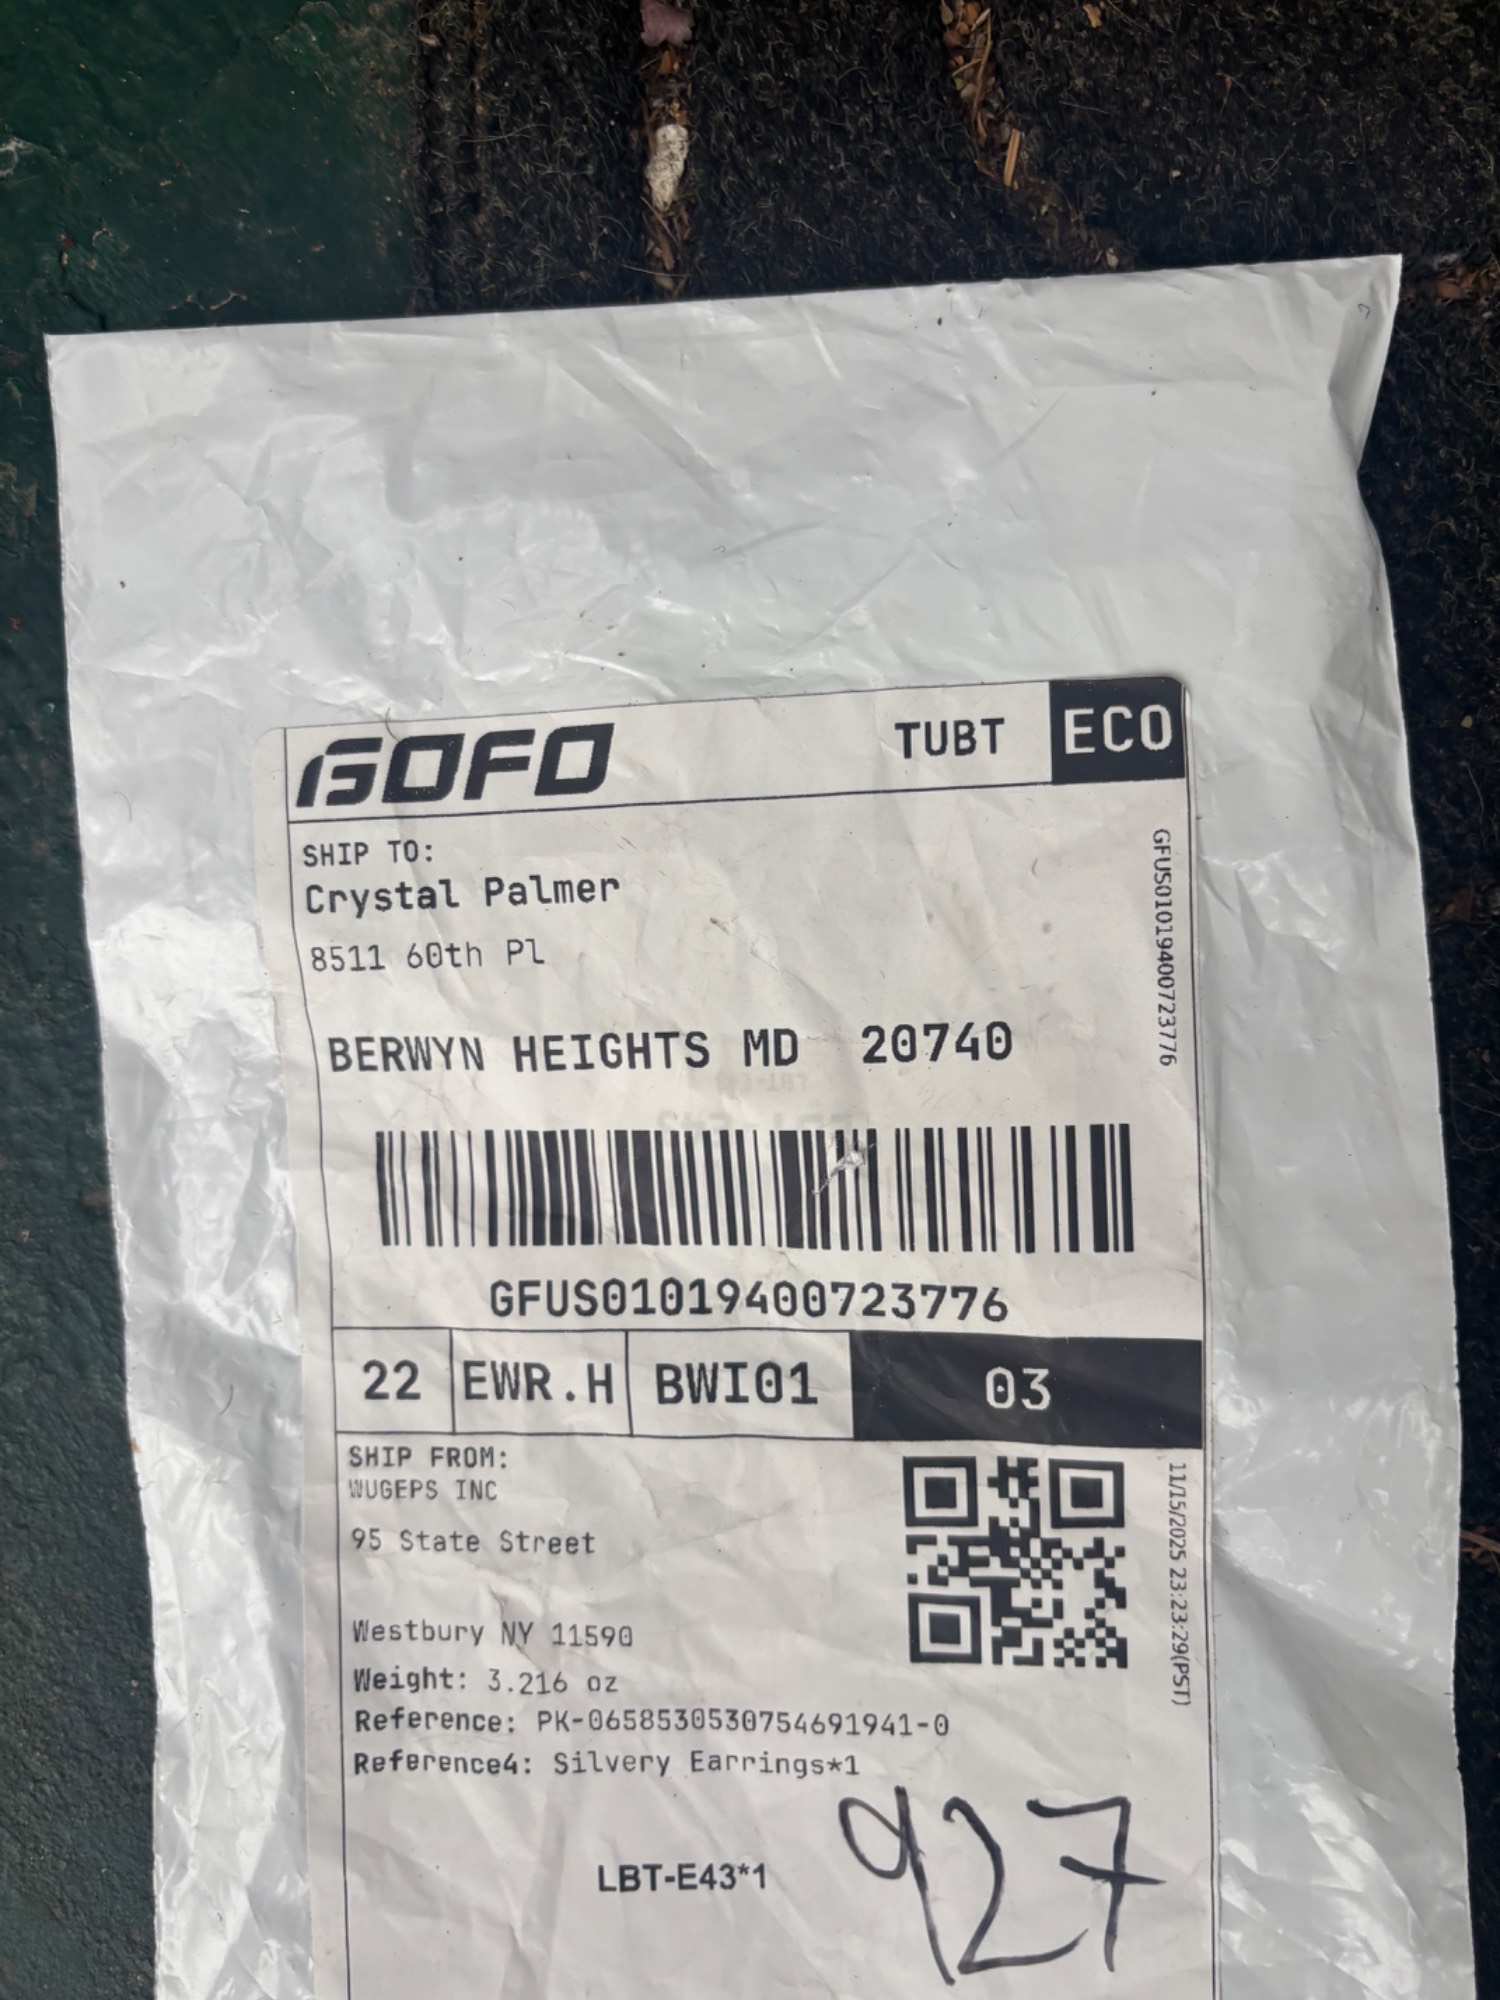 GOFO TUBT ECO
SHIP TO:
Crystal Palmer
8511 60th Pl
BERWYN HEIGHTS MD 20740
GFUS01019400723776
GFUS01019400723776
22 EWR.H BWI01 03
SHIP FROM:
WUGEPS INC
95 State Street
Westbury NY 11590
Weight: 3.216 oz
Reference: PK-0658530530754691941-0
Reference4: Silvery Earrings*1
11/15/2025 23:23:29(PST)
LBT-E43*1
927